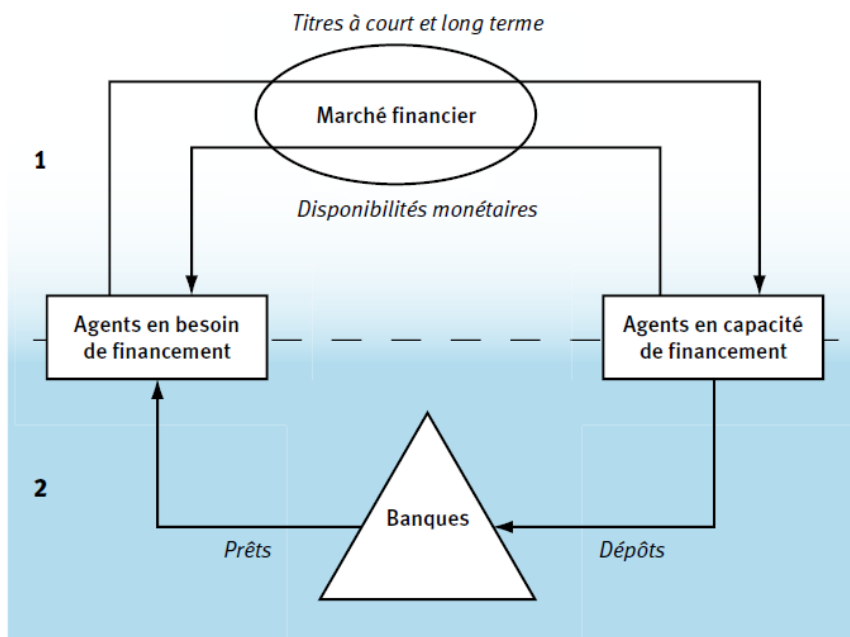 Titres à court et long terme
Marché financier
1
Disponibilités monétaires
Agents en besoin
de financement
Agents en capacité
de financement
2
Banques
Prêts
Dépôts